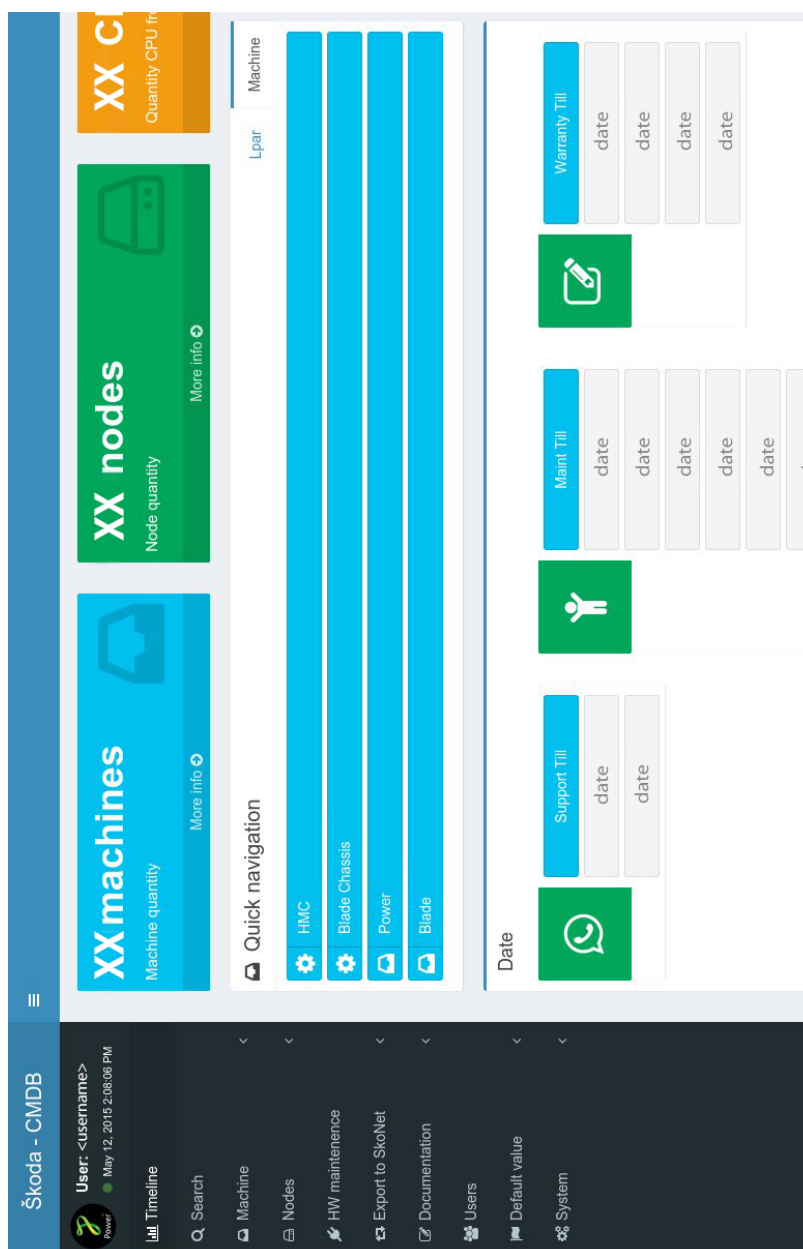 Škoda - CMDB
Power
User: <username>
May 12, 2015 2:08:06 PM
Timeline
Search
Machine
Nodes
HW maintenence
Export to SkoNet
Documentation
Users
Default value
System
XX machines
Machine quantity
More info
XX nodes
Node quantity
More info
XX
Quantity CPU
Quick navigation
Lpar
Machine
HMC
Blade Chassis
Power
Blade
Date
Support Till
date
date
Maint Till
date
date
date
date
date
Warranty Till
date
date
date
date